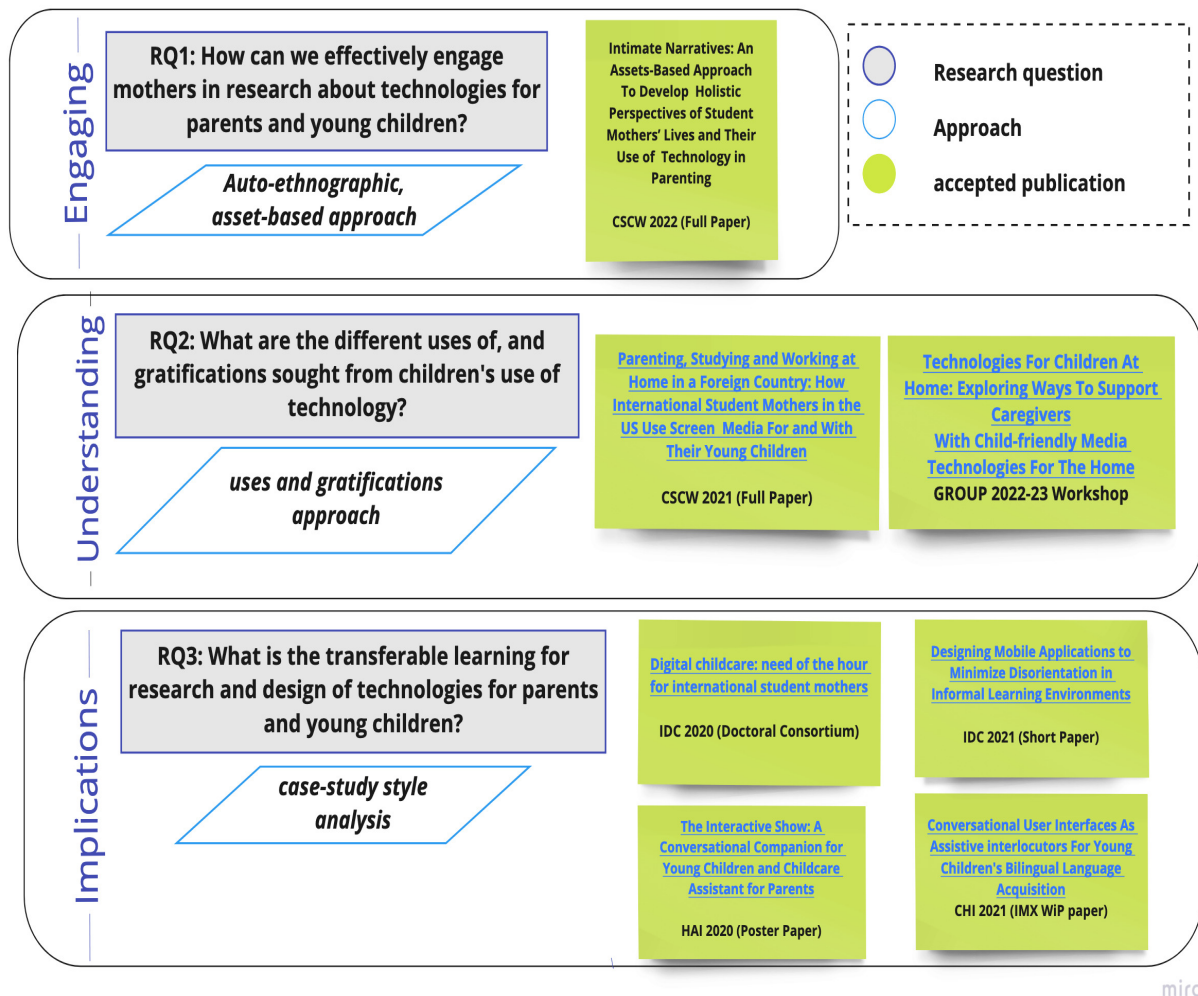 Engaging
RQ1: How can we effectively engage
mothers in research about technologies for
parents and young children?
Auto-ethnographic,
asset-based approach
Intimate Narratives: An
Assets-Based Approach
To Develop Holistic
Perspectives of Student
Mothers' Lives and Their
Use of Technology in
Parenting
CSCW 2022 (Full Paper)
Research question
Approach
accepted publication
Understanding
RQ2: What are the different uses of, and
gratifications sought from children's use of
technology?
uses and gratifications
approach
Parenting, Studying and Working at
Home in a Foreign Country: How
International Student Mothers in the
US Use Screen Media For and With
Their Young Children
CSCW 2021 (Full Paper)
Technologies For Children At
Home: Exploring Ways To Support
Caregivers
With Child-friendly Media
Technologies For The Home
GROUP 2022-23 Workshop
Implications
RQ3: What is the transferable learning for
research and design of technologies for parents
and young children?
case-study style
analysis
Digital childcare: need of the hour
for international student mothers
IDC 2020 (Doctoral Consortium)
Designing Mobile Applications to
Minimize Disorientation in
Informal Learning Environments
IDC 2021 (Short Paper)
The Interactive Show: A
Conversational Companion for
Young Children and Childcare
Assistant for Parents
HAI 2020 (Poster Paper)
Conversational User Interfaces As
Assistive interlocutors For Young
Children's Bilingual Language
Acquisition
CHI 2021 (IMX WiP paper)